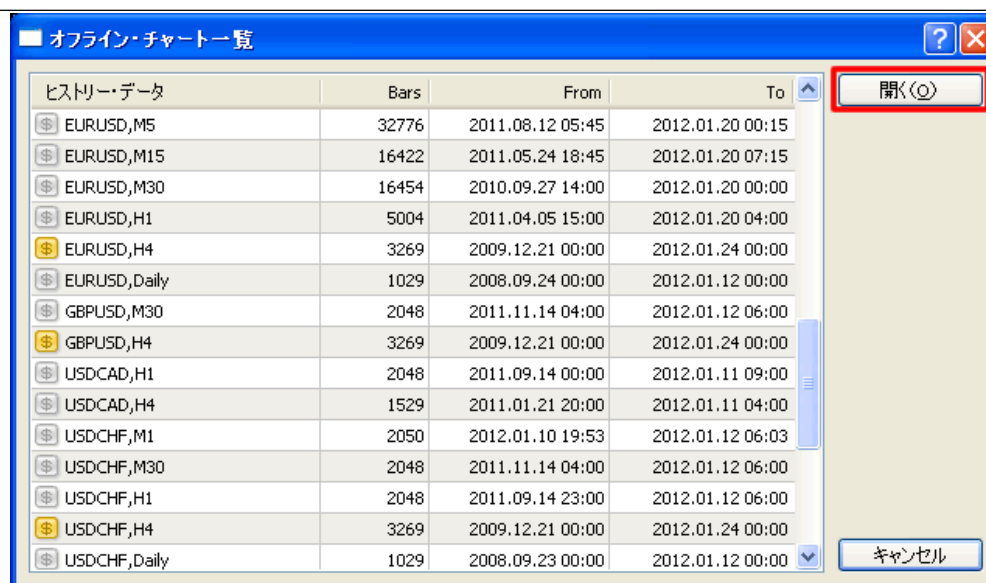 オフライン・チャート一覧
ヒストリー・データ Bars From To 開く(O)
EURUSD,M5 32776 2011.08.12 05:45 2012.01.20 00:15
EURUSD,M15 16422 2011.05.24 18:45 2012.01.20 07:15
EURUSD,M30 16454 2010.09.27 14:00 2012.01.20 00:00
EURUSD,H1 5004 2011.04.05 15:00 2012.01.20 04:00
EURUSD,H4 3269 2009.12.21 00:00 2012.01.24 00:00
EURUSD,Daily 1029 2008.09.24 00:00 2012.01.12 00:00
GBPUSD,M30 2048 2011.11.14 04:00 2012.01.12 06:00
GBPUSD,H4 3269 2009.12.21 00:00 2012.01.24 00:00
USDCAD,H1 2048 2011.09.14 00:00 2012.01.11 09:00
USDCAD,H4 1529 2011.01.21 20:00 2012.01.11 04:00
USDCHF,M1 2050 2012.01.10 19:53 2012.01.12 06:03
USDCHF,M30 2048 2011.11.14 04:00 2012.01.12 06:00
USDCHF,H1 2048 2011.09.14 23:00 2012.01.12 06:00
USDCHF,H4 3269 2009.12.21 00:00 2012.01.24 00:00
USDCHF,Daily 1029 2008.09.23 00:00 2012.01.12 00:00 キャンセル